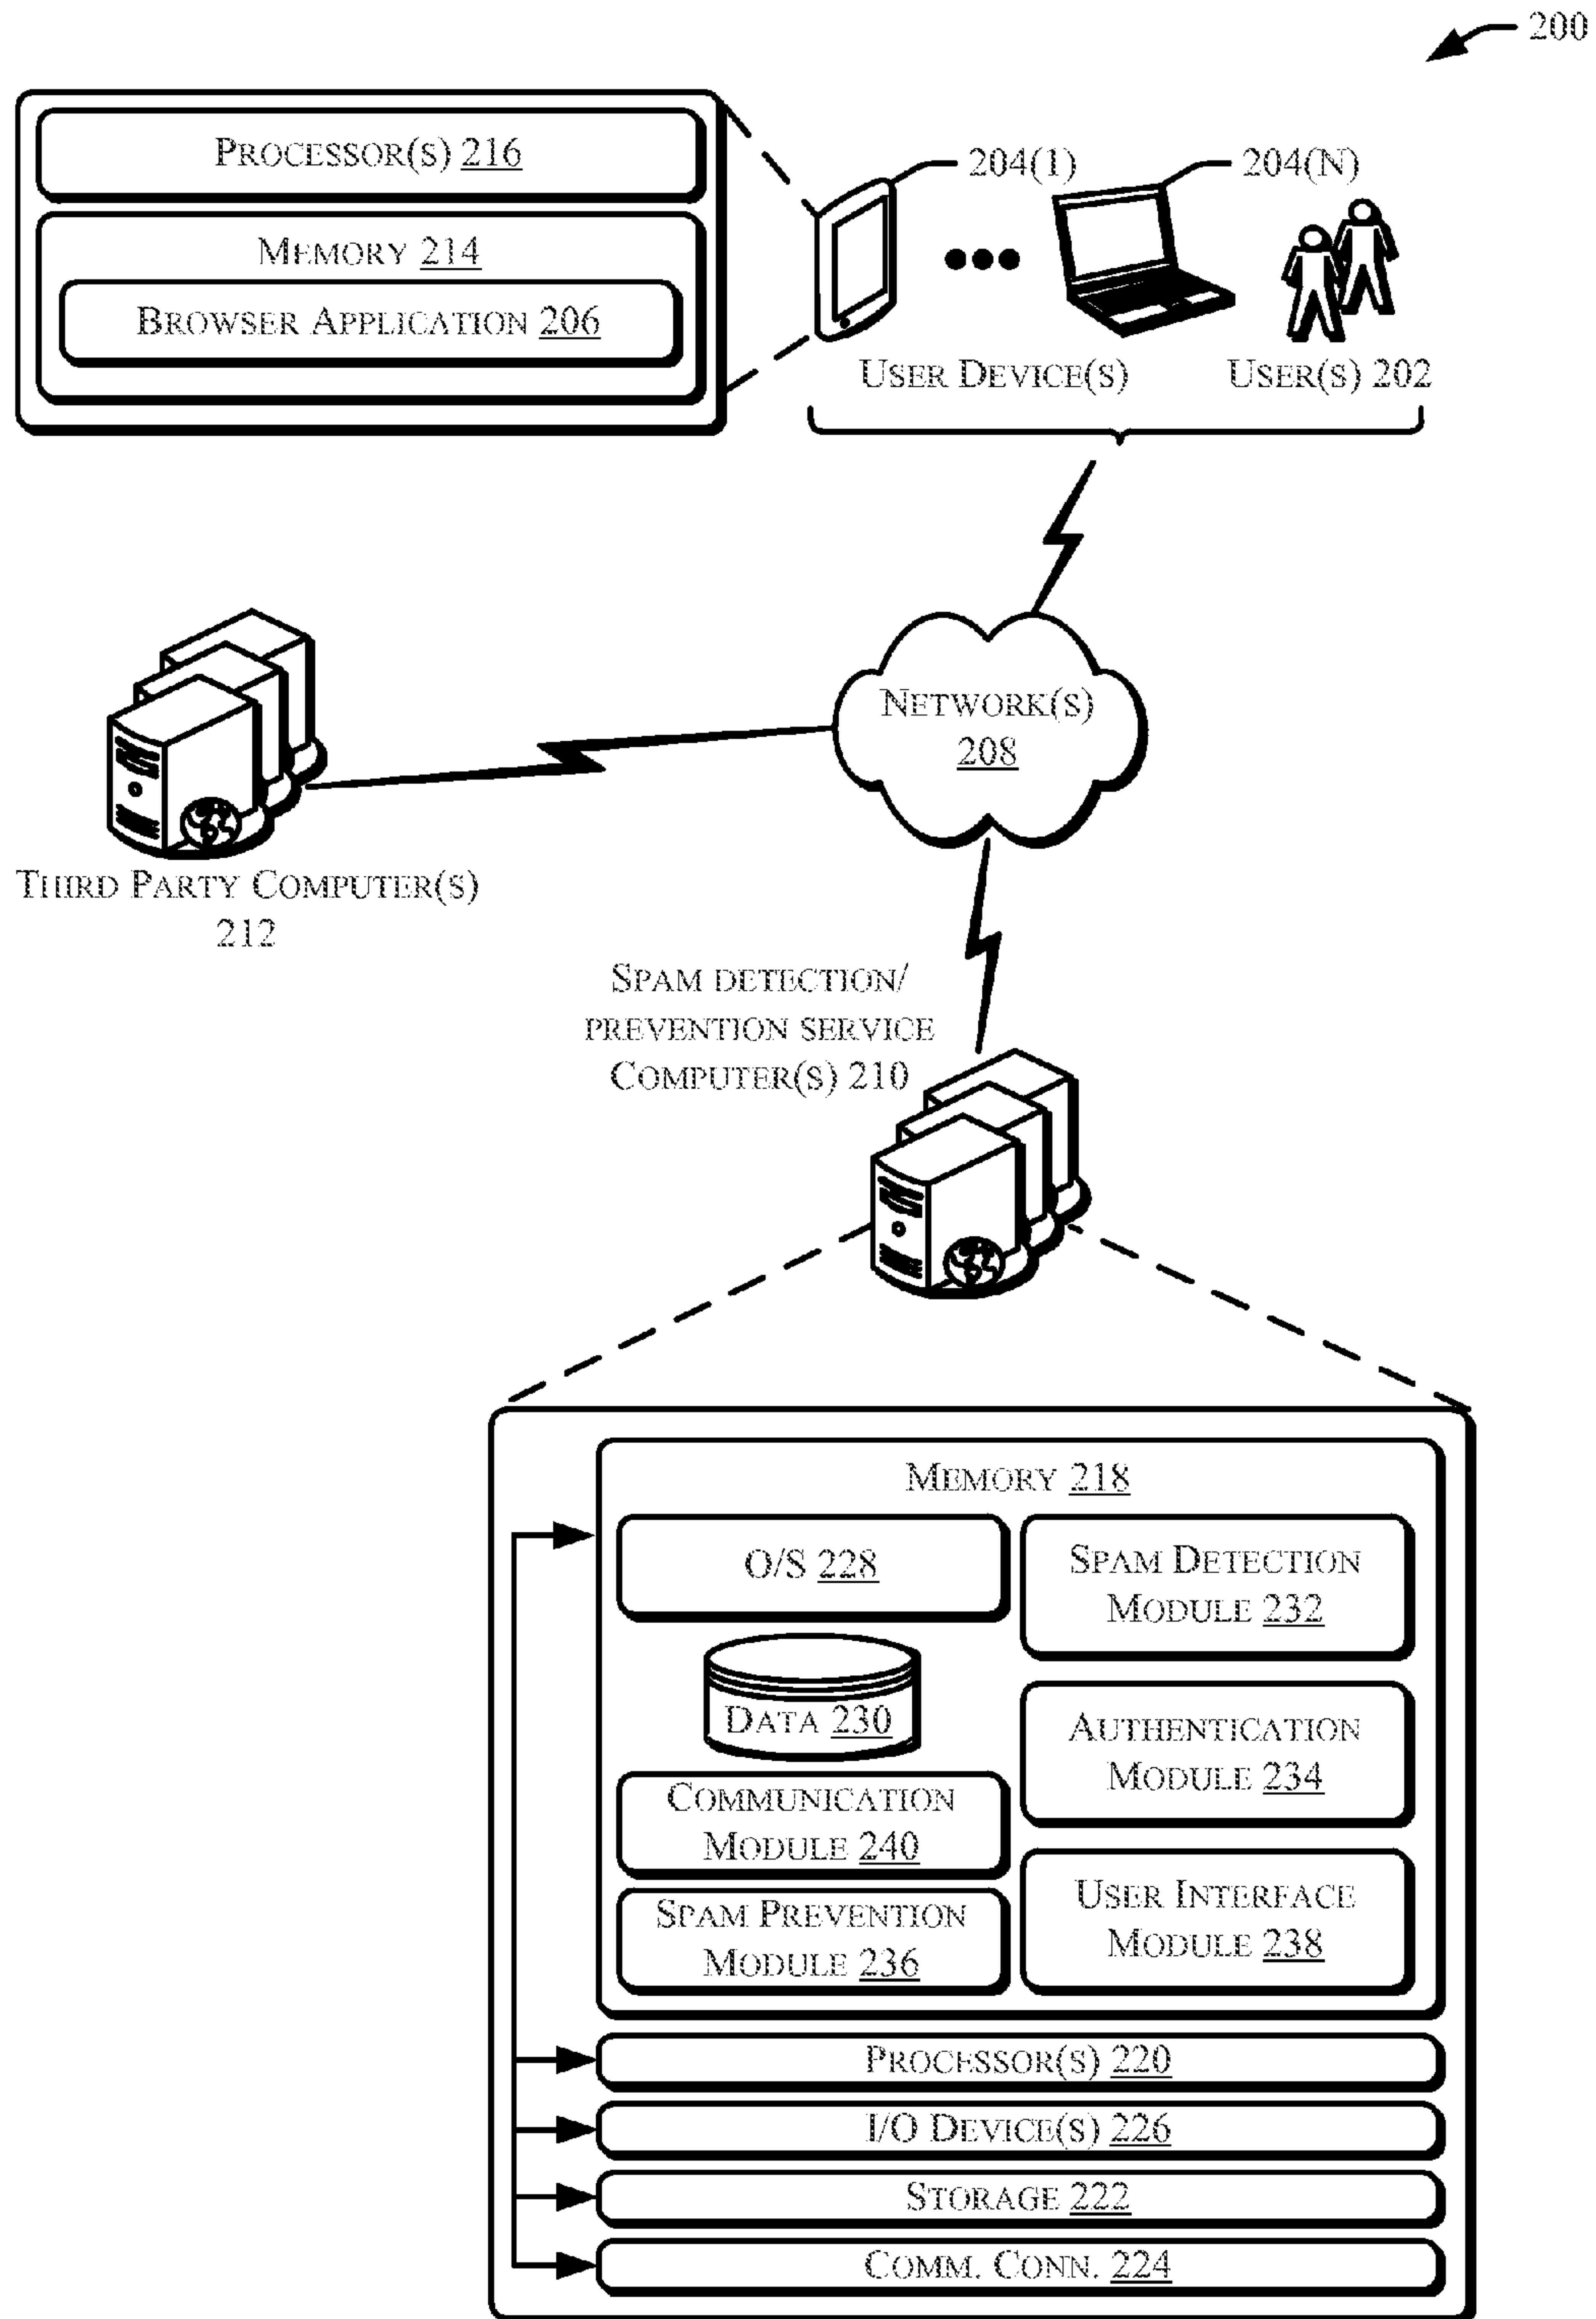 200
PROCESSOR(S) 216
MEMORY 214
BROWSER APPLICATION 206
204(1)
204(N)
USER DEVICE(S)
USER(S) 202
NETWORK(S)
208
THIRD PARTY COMPUTER(S)
212
SPAM DETECTION/
PREVENTION SERVICE
COMPUTER(S) 210
MEMORY 218
O/S 228
SPAM DETECTION
MODULE 232
DATA 230
AUTHENTICATION
MODULE 234
COMMUNICATION
MODULE 240
SPAM PREVENTION
MODULE 236
USER INTERFACE
MODULE 238
PROCESSOR(S) 220
I/O DEVICE(S) 226
STORAGE 222
COMM. CONN. 224